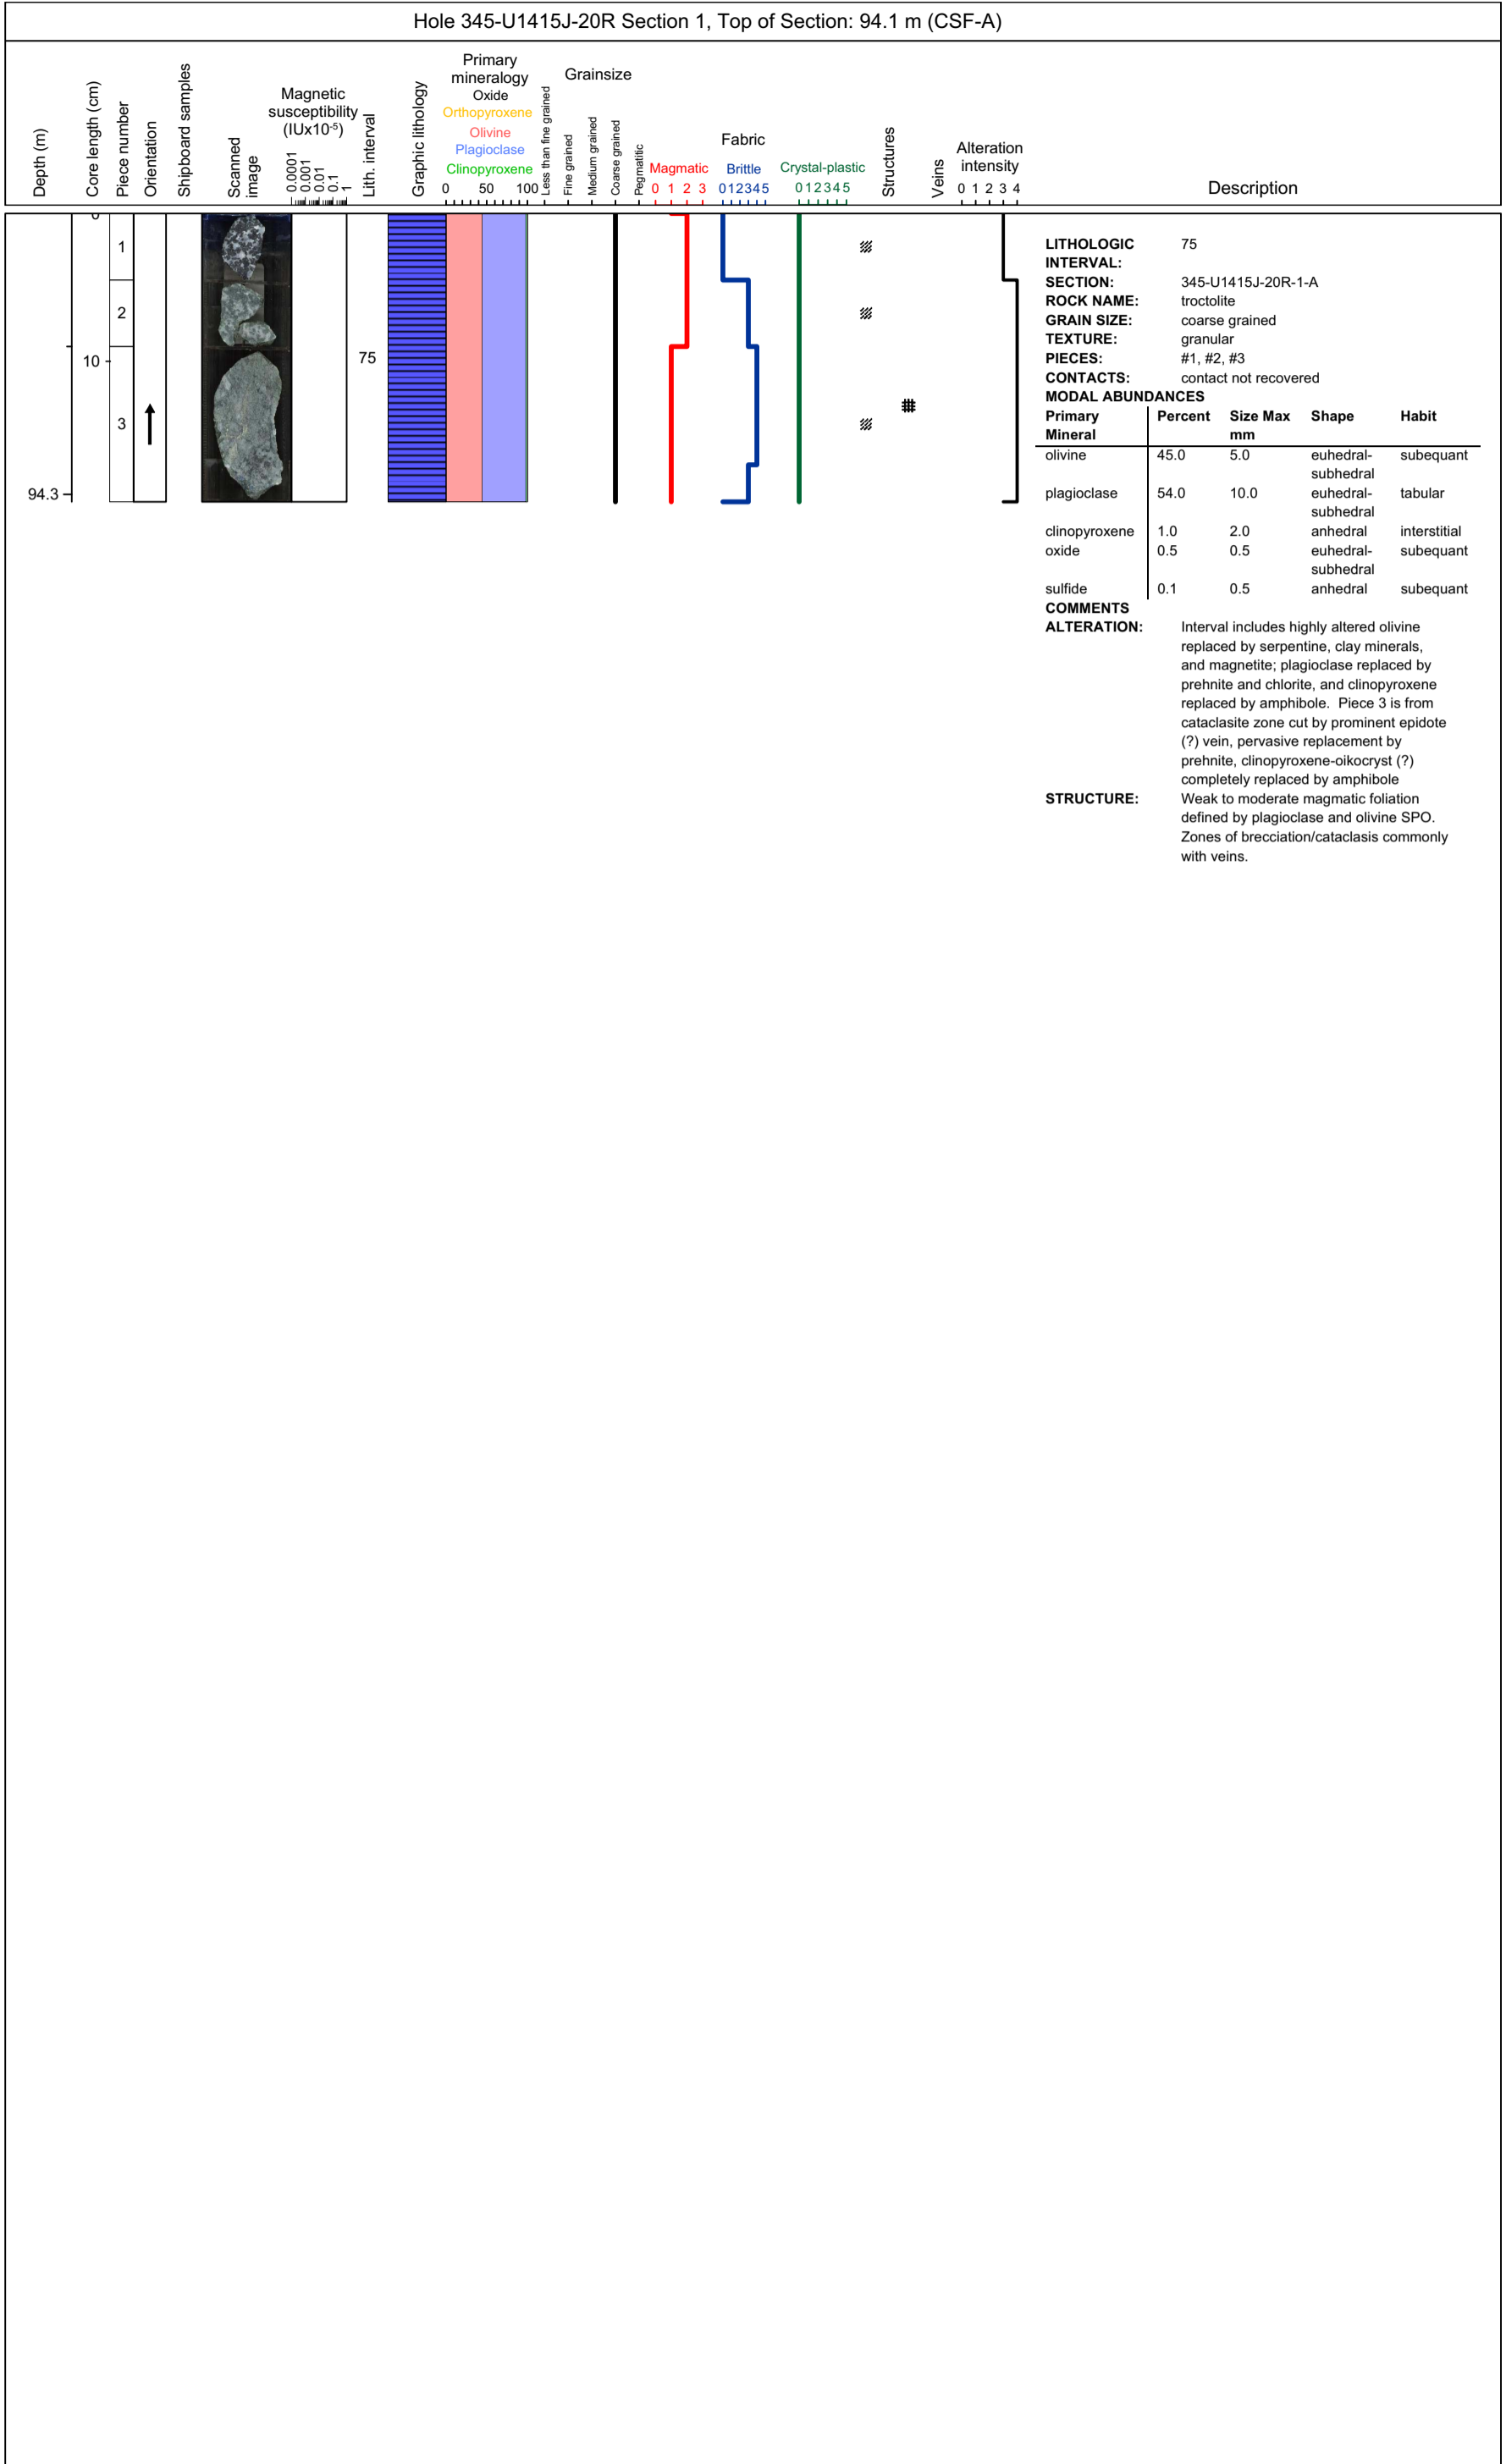 Hole 345-U1415J-20R Section 1, Top of Section: 94.1 m (CSF-A)
Depth (m)
Core length (cm)
Piece number
Orientation
Shipboard samples
Scanned
image
Magnetic
susceptibility
(IUx10-5)
0.0001
0.001
0.01
0.1
1
Lith. interval
Graphic lithology
Primary
mineralogy
Oxide
Orthopyroxene
Olivine
Plagioclase
Clinopyroxene
0 50 100
Grainsize
Less than fine grained
Fine grained
Medium grained
Coarse grained
Pegmatitic
Fabric
Magmatic
0 1 2 3
Brittle
0 1 2 3 4 5
Crystal-plastic
0 1 2 3 4 5
Structures
Veins
Alteration
intensity
0 1 2 3 4
Description
0
1
2
10
75
3
94.3
LITHOLOGIC 75
INTERVAL:
SECTION: 345-U1415J-20R-1-A
ROCK NAME: troctolite
GRAIN SIZE: coarse grained
TEXTURE: granular
PIECES: #1, #2, #3
CONTACTS: contact not recovered
MODAL ABUNDANCES
Primary Percent Size Max Shape Habit
Mineral mm
olivine 45.0 5.0 euhedral- subequant
subhedral
plagioclase 54.0 10.0 euhedral- tabular
subhedral
clinopyroxene 1.0 2.0 anhedral interstitial
oxide 0.5 0.5 euhedral- subequant
subhedral
sulfide 0.1 0.5 anhedral subequant
COMMENTS
ALTERATION: Interval includes highly altered olivine
replaced by serpentine, clay minerals,
and magnetite; plagioclase replaced by
prehnite and chlorite, and clinopyroxene
replaced by amphibole. Piece 3 is from
cataclasite zone cut by prominent epidote
(?) vein, pervasive replacement by
prehnite, clinopyroxene-oikocryst (?)
completely replaced by amphibole
STRUCTURE: Weak to moderate magmatic foliation
defined by plagioclase and olivine SPO.
Zones of brecciation/cataclasis commonly
with veins.